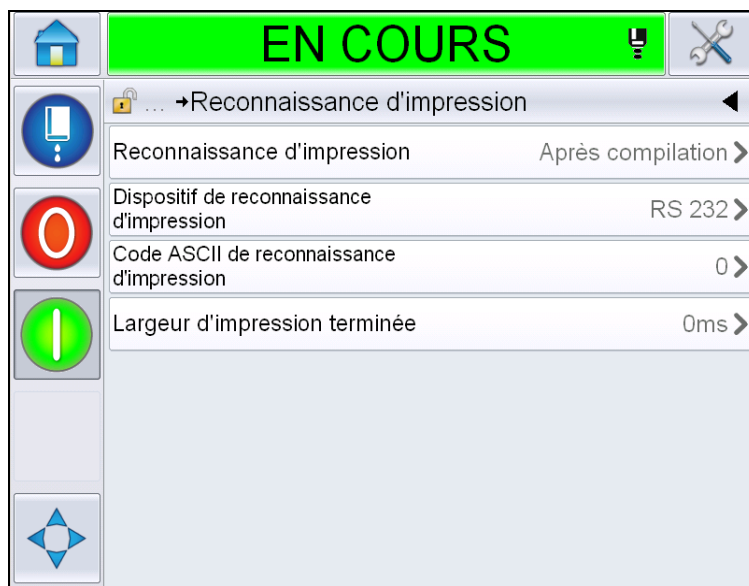 EN COURS
... →Reconnaissance d'impression
Reconnaissance d'impression Après compilation
Dispositif de reconnaissance
d'impression RS 232
Code ASCII de reconnaissance
d'impression 0
Largeur d'impression terminée 0ms